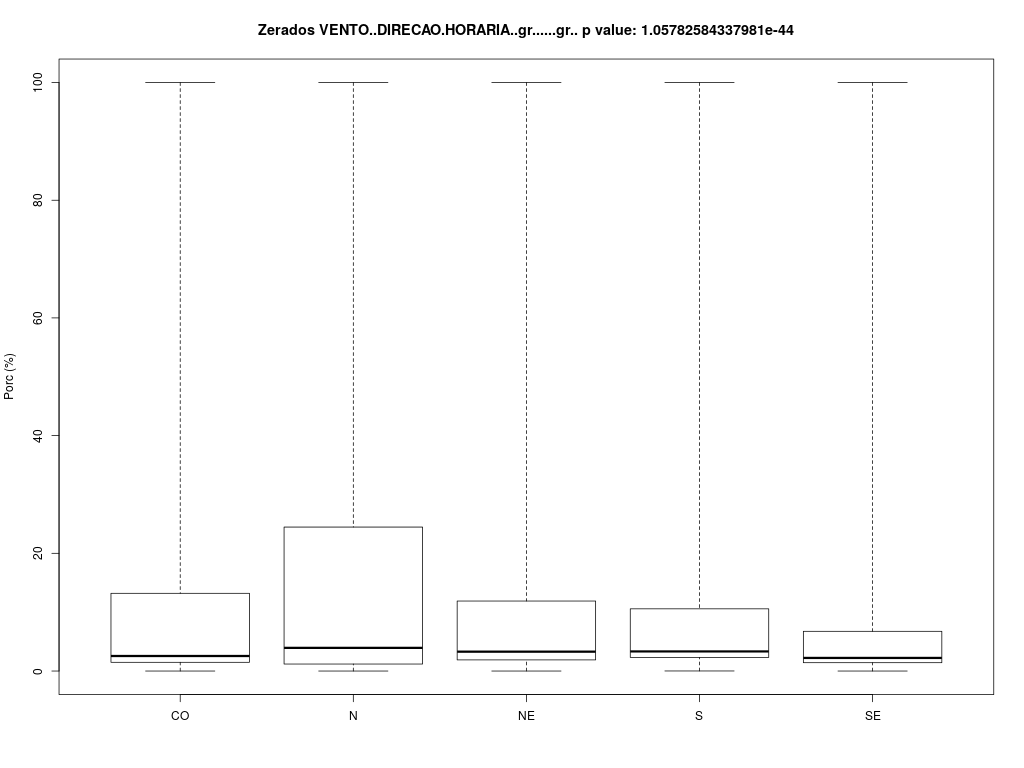 Zerados VENTO..DIRECAO.HORARIA..gr......gr.. p value: 1.05782584337981e-44
Porc (%)
100
80
60
40
20
0
CO N NE S SE